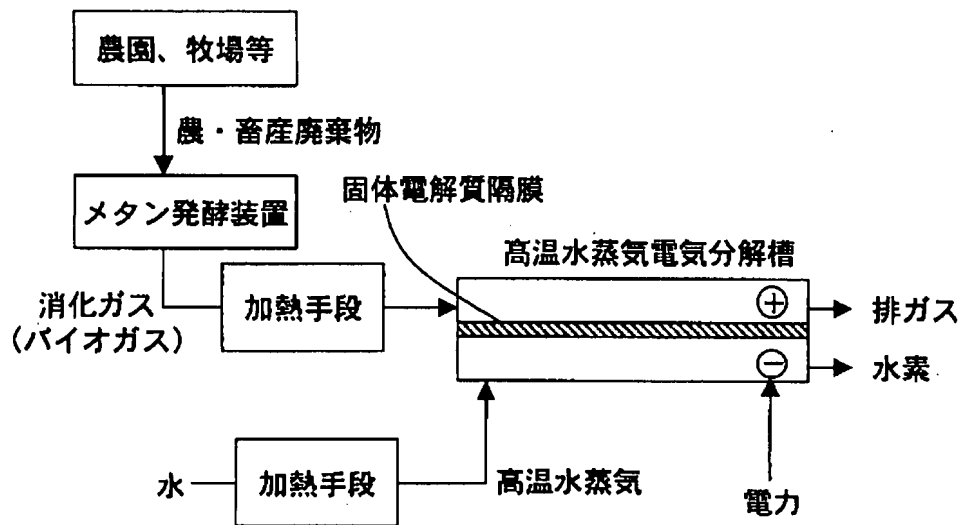 農園、牧場等
農・畜産廃棄物
固体電解質隔膜
メタン発酵装置
高温水蒸気電気分解槽
消化ガス
(バイオガス)
加熱手段
+
排ガス
−
水素
水
加熱手段
高温水蒸気
電力